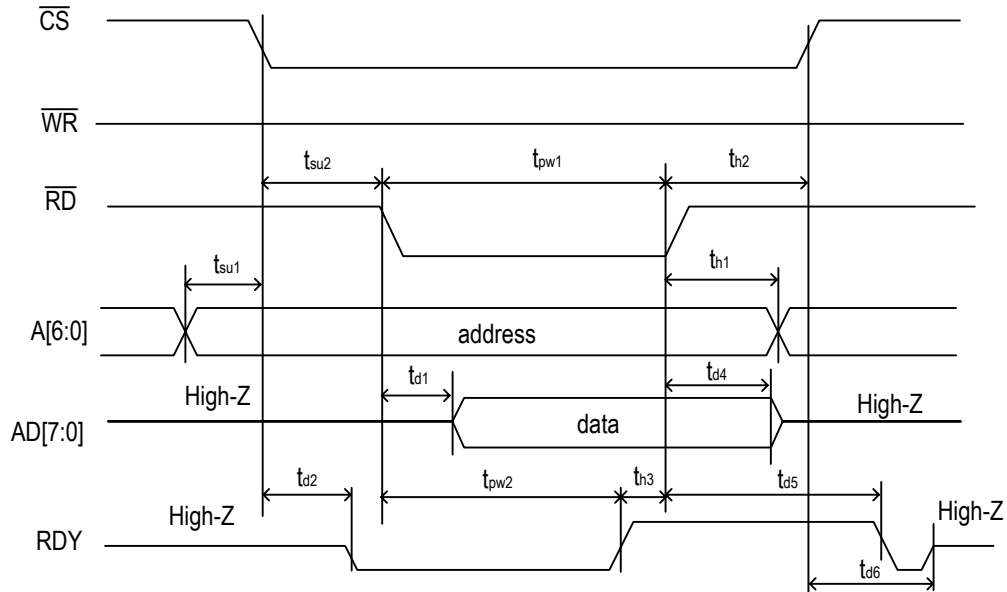 CS
WR
tsu2 tpw1 th2
RD
tsu1 th1
A[6:0] address
td1 td4
High-Z High-Z
AD[7:0] data
td2 tpw2 th3 td5
High-Z High-Z
RDY
td6